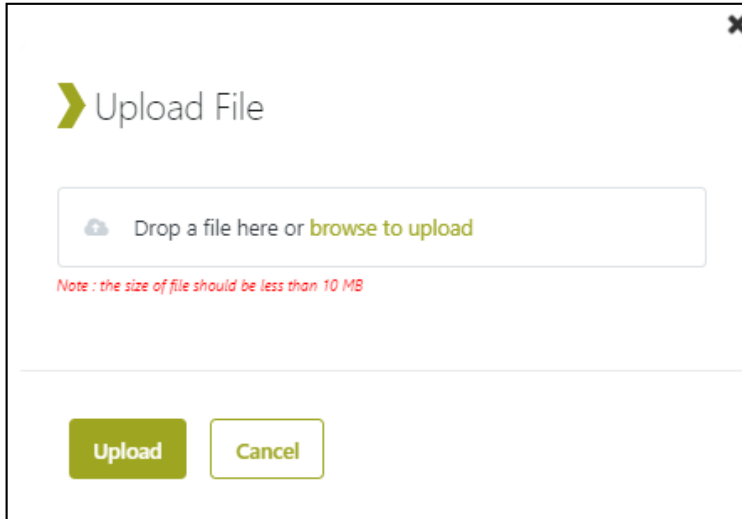 Upload File
Drop a file here or browse to upload
Note : the size of file should be less than 10 MB
Upload
Cancel